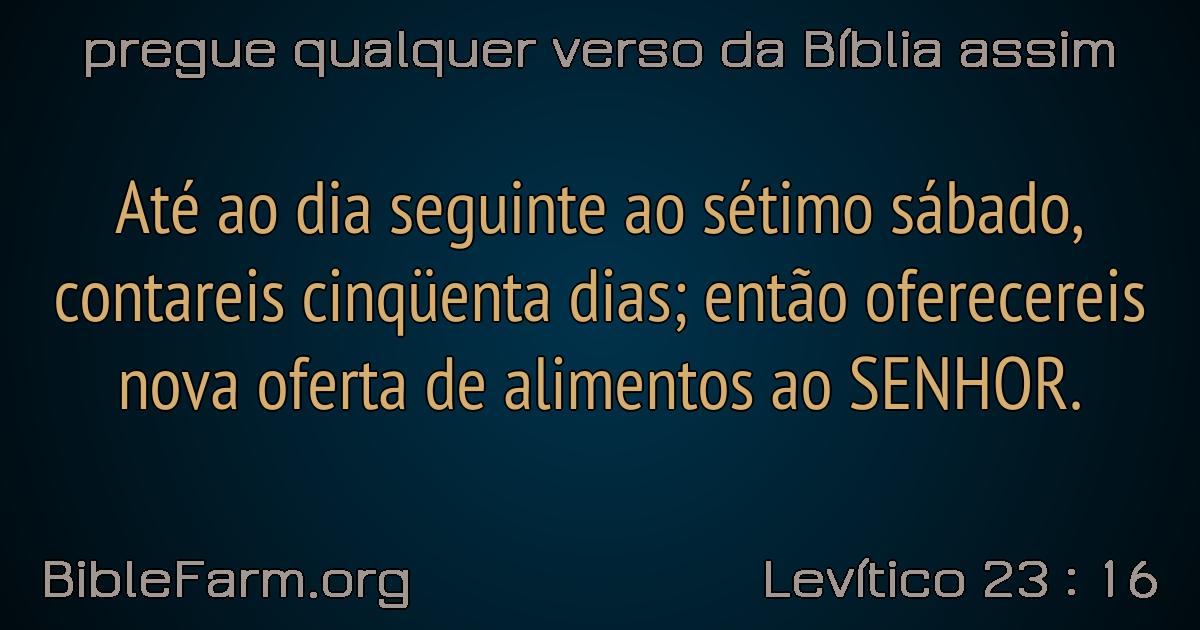 pregue qualquer verso da Bíblia assim
Até ao dia seguinte ao sétimo sábado,
contareis cinqüenta dias; então oferecereis
nova oferta de alimentos ao SENHOR.
BibleFarm.org
Levítico 23 : 16